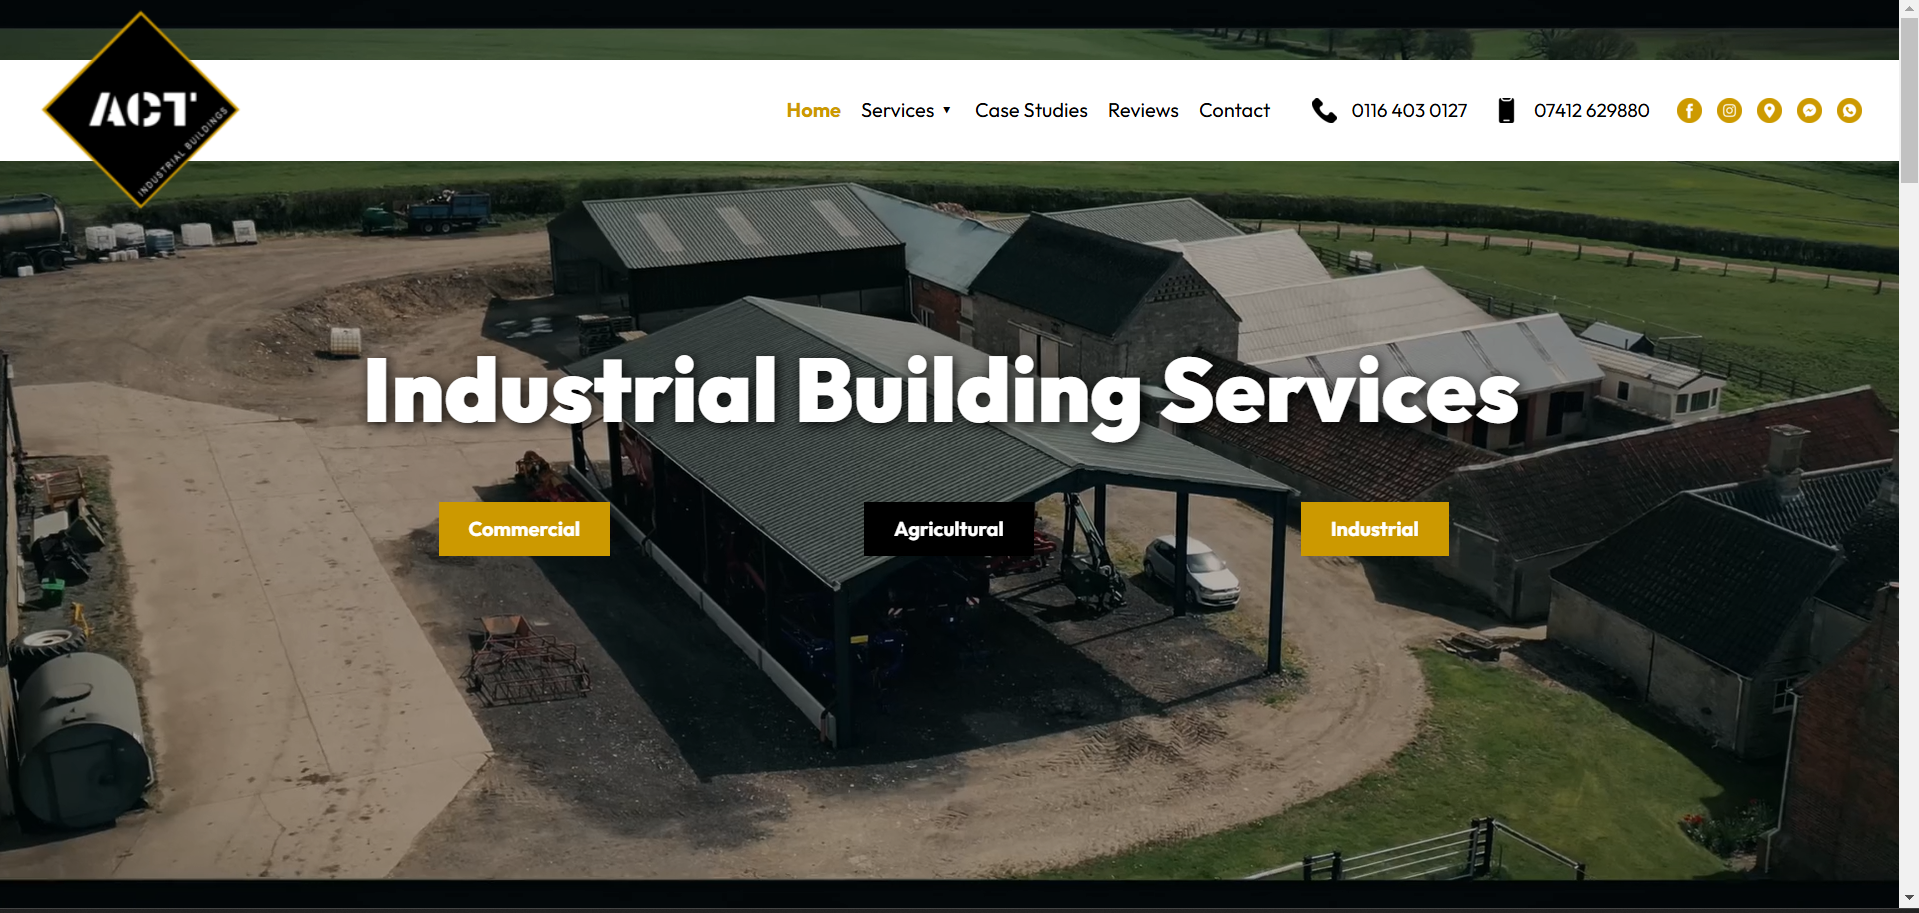 ACT
INDUSTRIAL BUILDINGS
Home Services ▼ Case Studies Reviews Contact 0116 403 0127 07412 629880
Industrial Building Services
Commercial Agricultural Industrial